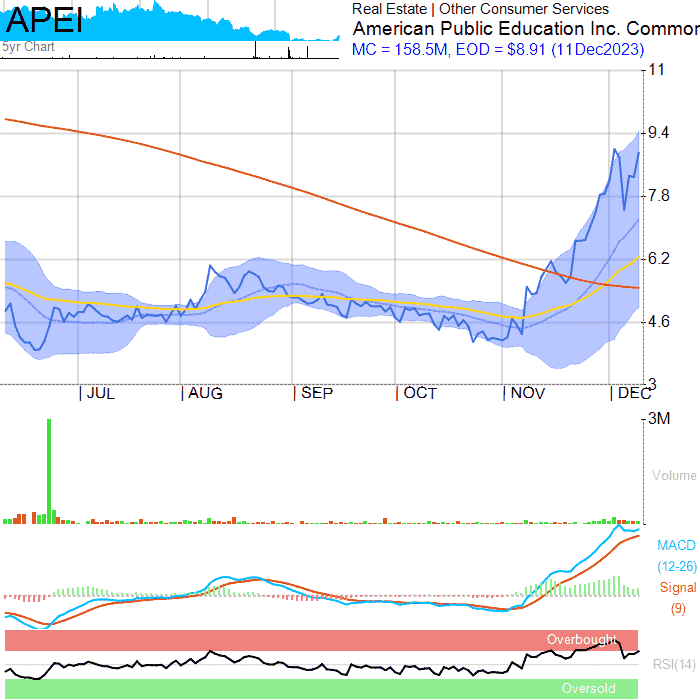 APEI
5yr Chart
Real Estate | Other Consumer Services
American Public Education Inc. Common
MC = 158.5M, EOD = $8.91 (11Dec2023)
11
9.4
7.8
6.2
4.6
3
JUL
AUG
SEP
OCT
NOV
DEC
3M
Volume
MACD
(12-26)
Signal
(9)
Overbought
RSI(14)
Oversold